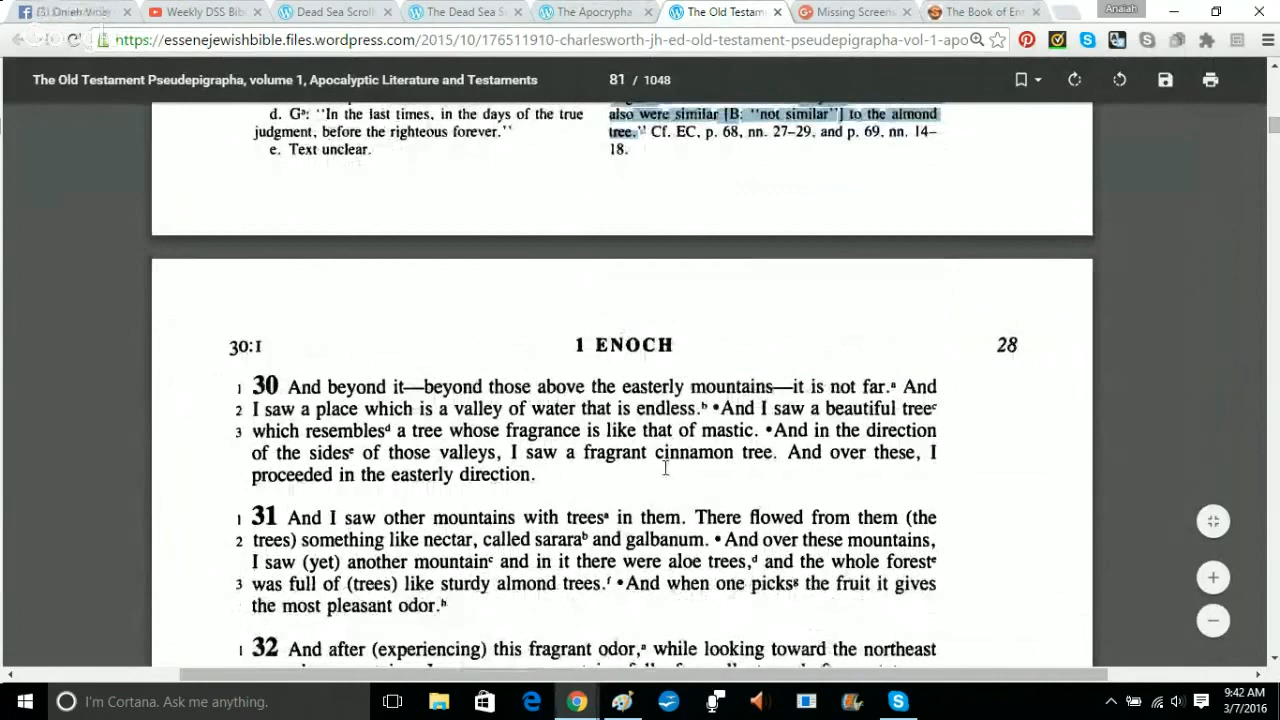 Weekly DSS Bib
Dead Sea Scroll
The Dead Sea S
The Apocrypha
The Old Testam
Missing Screens
The Book of En
Anaiah
https://essenejewishbible.files.wordpress.com/2015/10/176511910-charlesworth-jh-ed-old-testament-pseudepigrapha-vol-1-apo
The Old Testament Pseudepigrapha, volume 1, Apocalyptic Literature and Testaments
81 / 1048
d. Gᵃ: "In the last times, in the days of the true
judgment, before the righteous forever."
e. Text unclear.
also were similar [B: "not similar"] to the almond
tree." Cf. EC, p. 68, nn. 27–29, and p. 69, nn. 14–
18.
30:1 1 ENOCH 28
1 30 And beyond it—beyond those above the easterly mountains—it is not far.ᵃ And
2 I saw a place which is a valley of water that is endless.ᵇ •And I saw a beautiful treeᶜ
3 which resemblesᵈ a tree whose fragrance is like that of mastic. •And in the direction
of the sidesᵉ of those valleys, I saw a fragrant cinnamon tree. And over these, I
proceeded in the easterly direction.
1 31 And I saw other mountains with treesᵃ in them. There flowed from them (the
2 trees) something like nectar, called sararaᵇ and galbanum. •And over these mountains,
I saw (yet) another mountainᶜ and in it there were aloe trees,ᵈ and the whole forestᵉ
3 was full of (trees) like sturdy almond trees.ᶠ •And when one picksᵍ the fruit it gives
the most pleasant odor.ʰ
1 32 And after (experiencing) this fragrant odor,ᵃ while looking toward the northeast
I'm Cortana. Ask me anything.
9:42 AM
3/7/2016